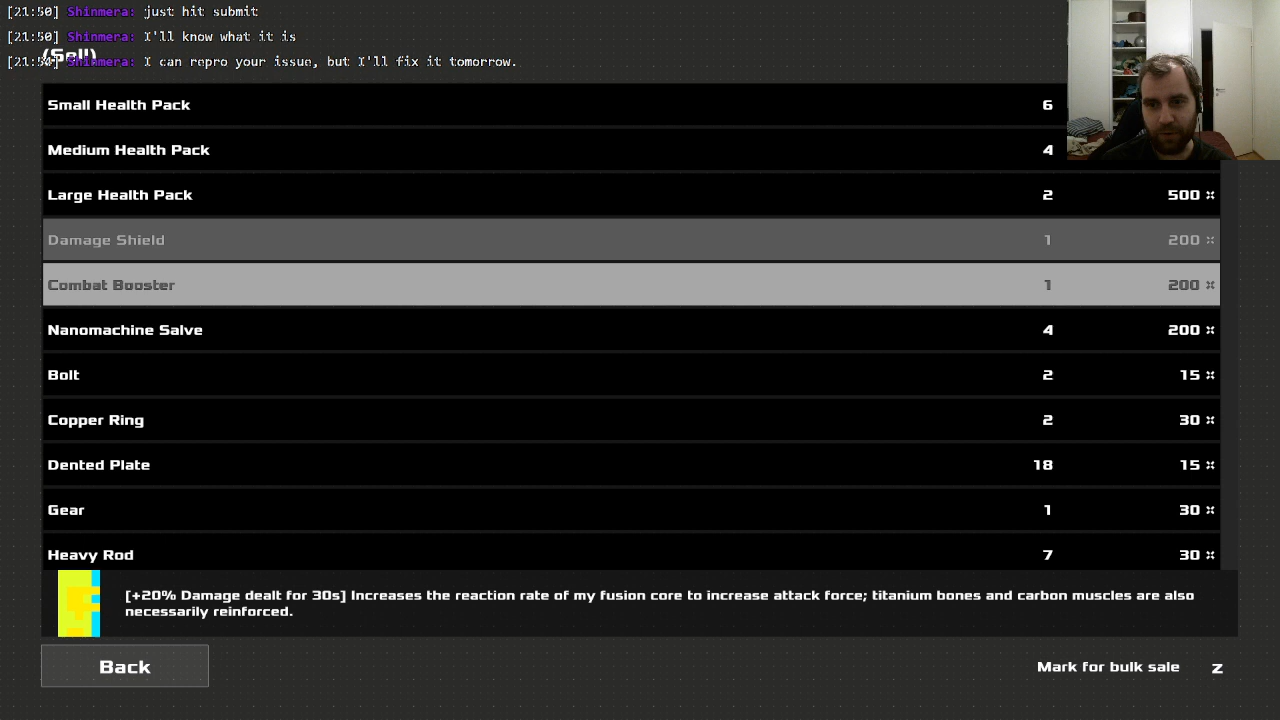 [21:50] Shinmera: just hit submit
[21:50] Shinmera: I'll know what it is
(Sell)
[21:50] Shinmera: I can repro your issue, but I'll fix it tomorrow.
Small Health Pack 6
Medium Health Pack 4
Large Health Pack 2 500
Damage Shield 1 200
Combat Booster 1 200
Nanomachine Salve 4 200
Bolt 2 15
Copper Ring 2 30
Dented Plate 18 15
Gear 1 30
Heavy Rod 7 30
[+20% Damage dealt for 30s] Increases the reaction rate of my fusion core to increase attack force; titanium bones and carbon muscles are also
necessarily reinforced.
Back
Mark for bulk sale Z